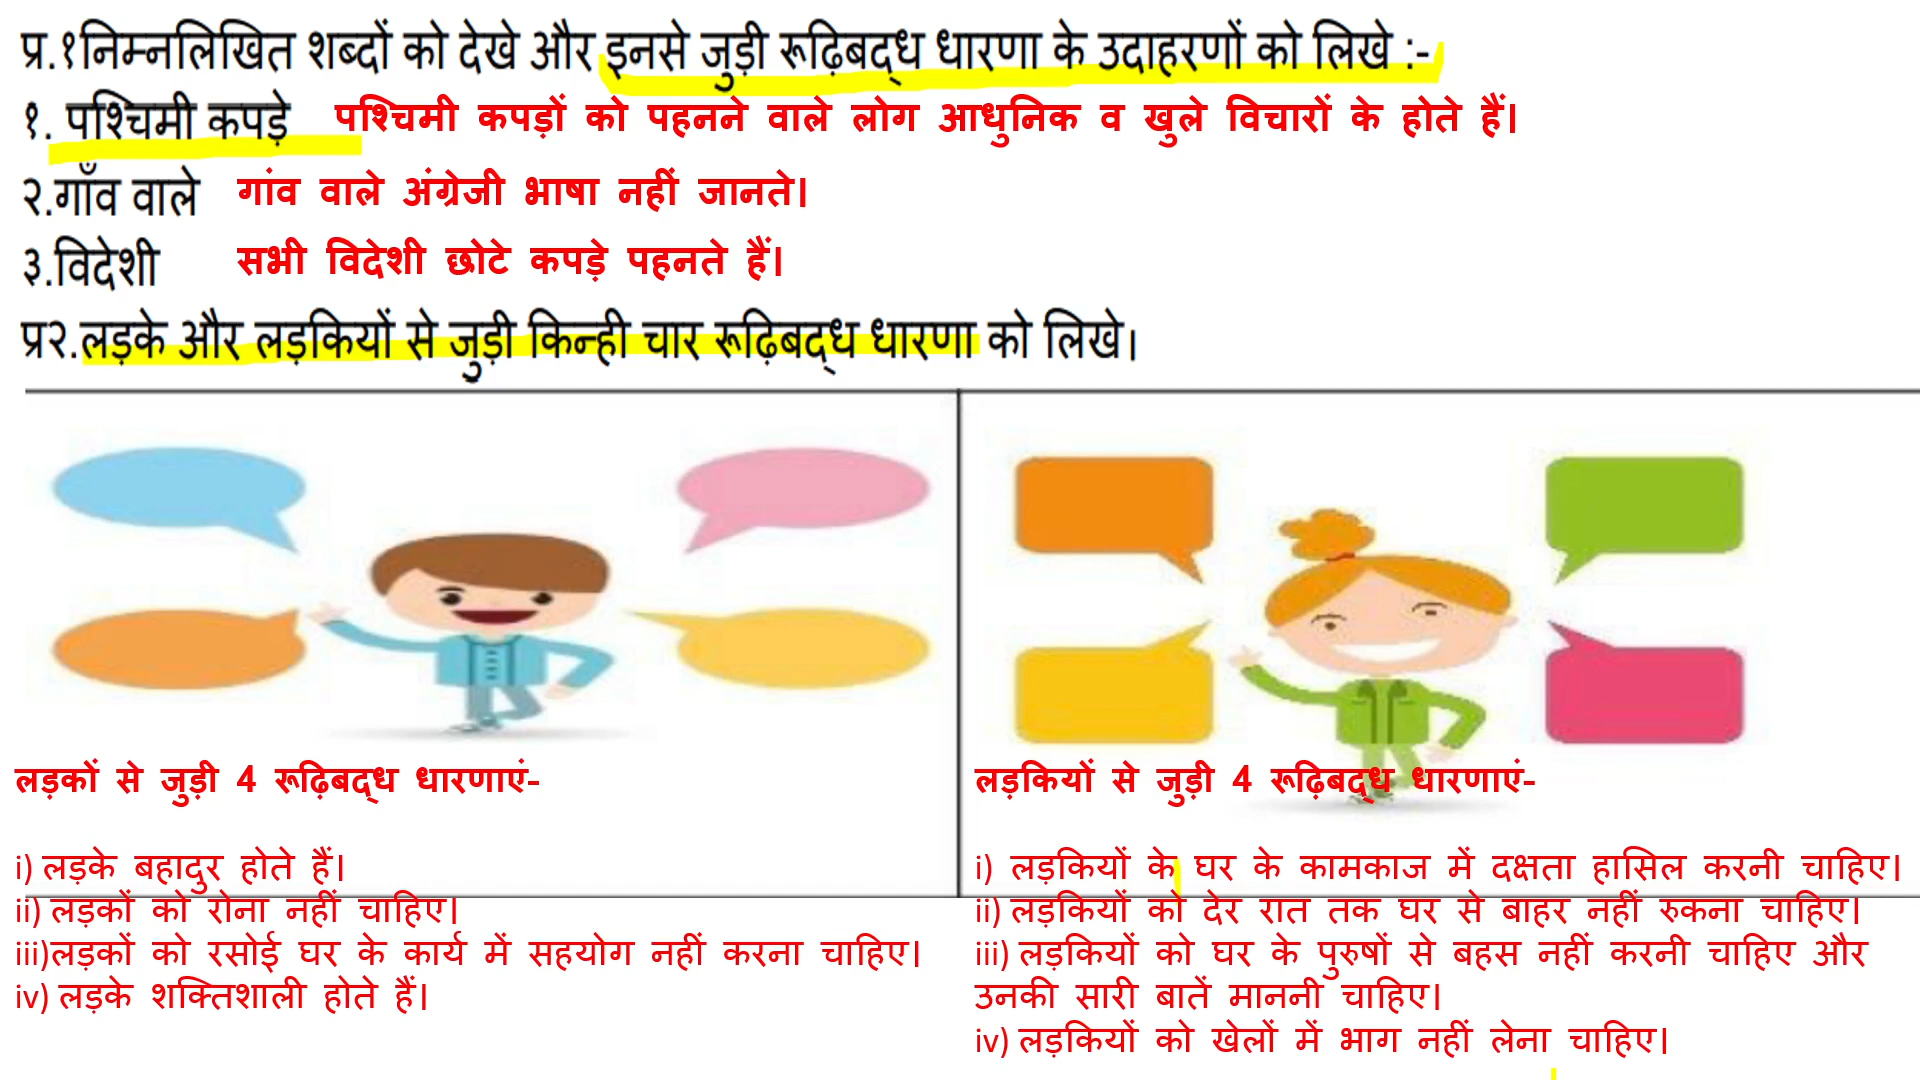 प्र.१निम्नलिखित शब्दों को देखे और इनसे जुड़ी रूढ़िबद्ध धारणा के उदाहरणों को लिखे :-
१. पश्चिमी कपड़े पश्चिमी कपड़ों को पहनने वाले लोग आधुनिक व खुले विचारों के होते हैं।
२.गाँव वाले गांव वाले अंग्रेजी भाषा नहीं जानते।
३.विदेशी सभी विदेशी छोटे कपड़े पहनते हैं।
प्र२.लड़के और लड़कियों से जुड़ी किन्ही चार रूढ़िबद्ध धारणा को लिखे।
लड़कों से जुड़ी 4 रूढ़िबद्ध धारणाएं-
i) लड़के बहादुर होते हैं।
ii) लड़कों को रोना नहीं चाहिए।
iii)लड़कों को रसोई घर के कार्य में सहयोग नहीं करना चाहिए।
iv) लड़के शक्तिशाली होते हैं।
लड़कियों से जुड़ी 4 रूढ़िबद्ध धारणाएं-
i) लड़कियों के घर के कामकाज में दक्षता हासिल करनी चाहिए।
ii) लड़कियों को देर रात तक घर से बाहर नहीं रुकना चाहिए।
iii) लड़कियों को घर के पुरुषों से बहस नहीं करनी चाहिए और
उनकी सारी बातें माननी चाहिए।
iv) लड़कियों को खेलों में भाग नहीं लेना चाहिए।